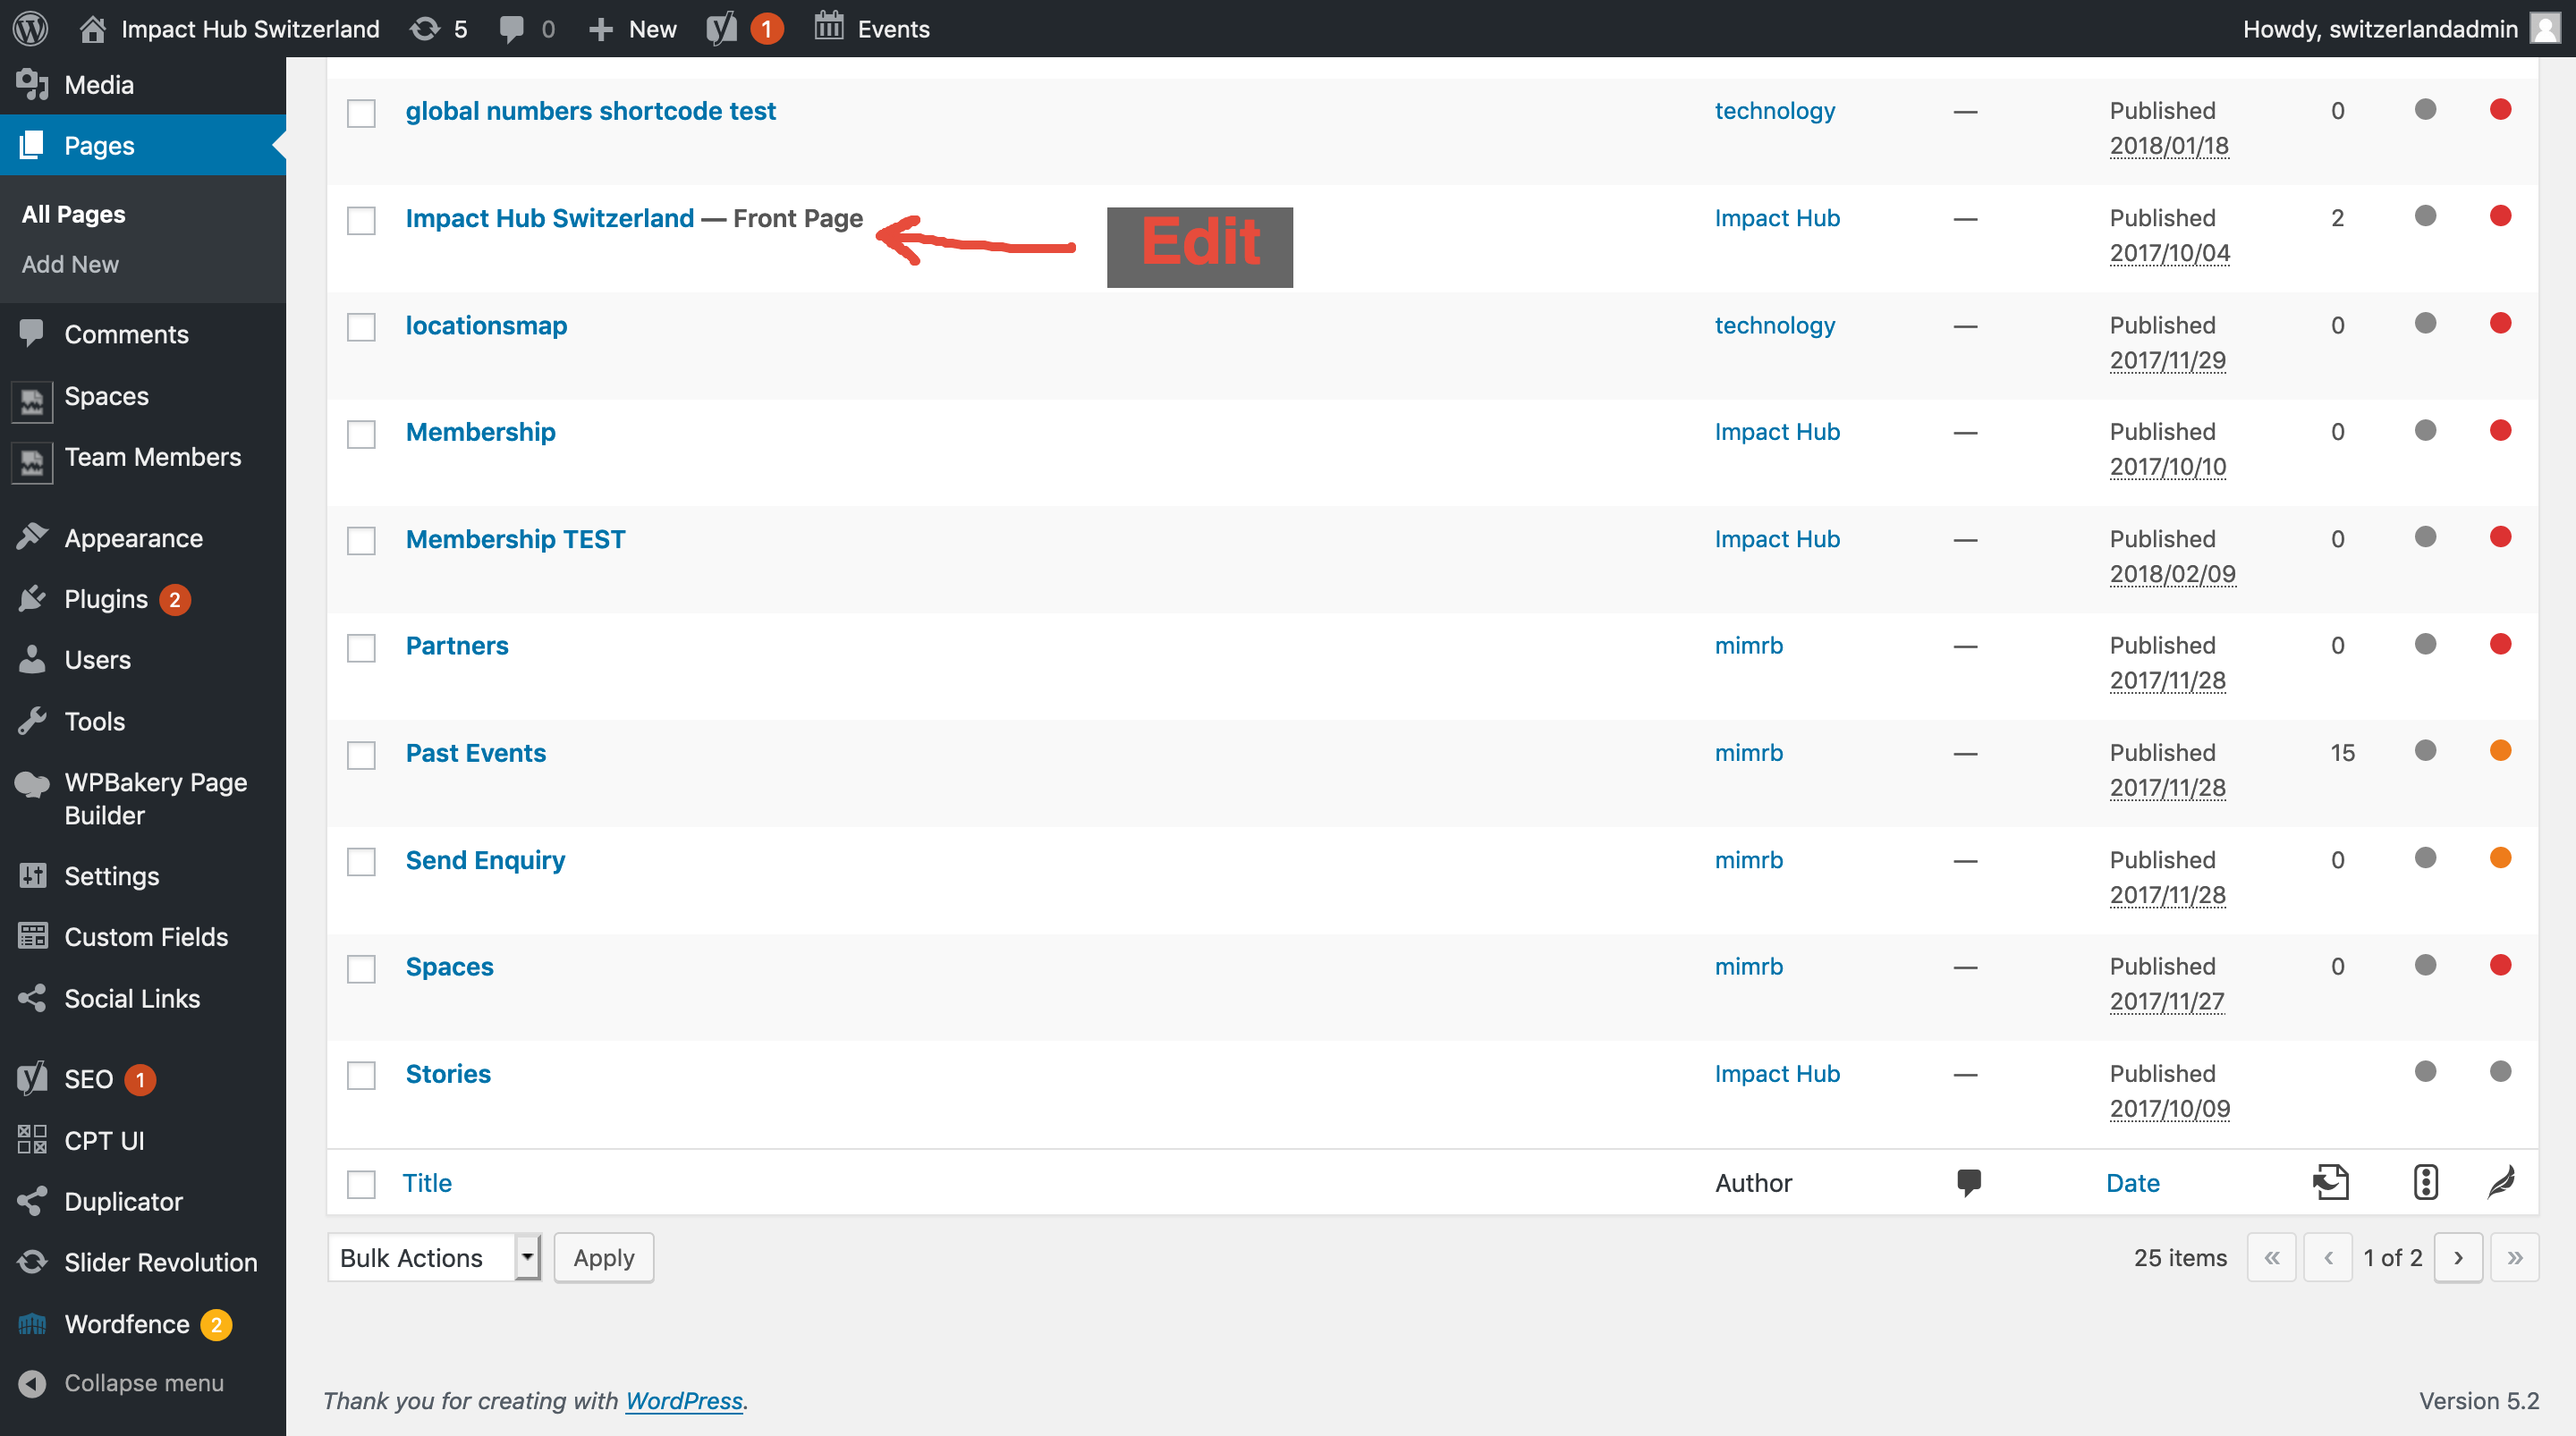 Impact Hub Switzerland 5 0 New 1 Events Howdy, switzerlandadmin
Media
Pages
All Pages
Add New
Comments
Spaces
Team Members
Appearance
Plugins 2
Users
Tools
WPBakery Page
Builder
Settings
Custom Fields
Social Links
SEO 1
CPT UI
Duplicator
Slider Revolution
Wordfence 2
Collapse menu
global numbers shortcode test technology — Published 0
2018/01/18
Impact Hub Switzerland — Front Page Edit Impact Hub — Published 2
2017/10/04
locationsmap technology — Published 0
2017/11/29
Membership Impact Hub — Published 0
2017/10/10
Membership TEST Impact Hub — Published 0
2018/02/09
Partners mimrb — Published 0
2017/11/28
Past Events mimrb — Published 15
2017/11/28
Send Enquiry mimrb — Published 0
2017/11/28
Spaces mimrb — Published 0
2017/11/27
Stories Impact Hub — Published
2017/10/09
Title Author Date
Bulk Actions Apply 25 items « ‹ 1 of 2 › »
Thank you for creating with WordPress. Version 5.2